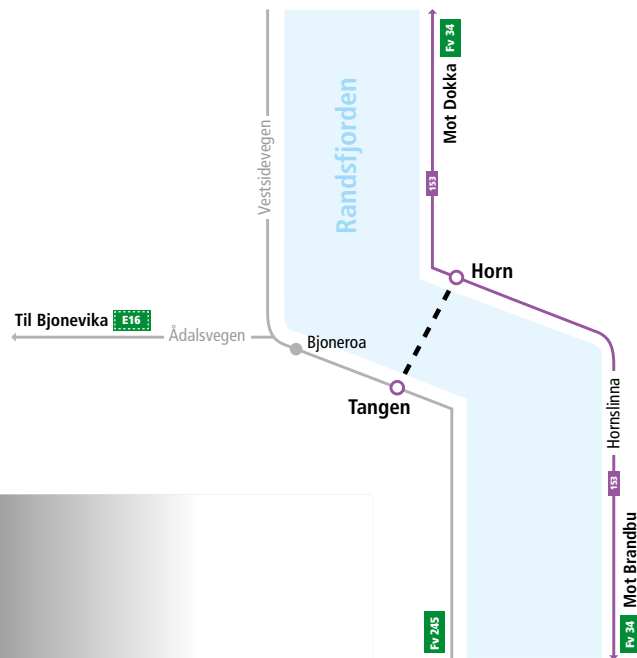 Fv 34
Mot Dokka
Randsfjorden
Vestsidevegen
153
Horn
Til Bjonevika E16
Ådalsvegen
Bjoneroa
Tangen
Hornslinna
153
Mot Brandbu
Fv 34
Fv 245